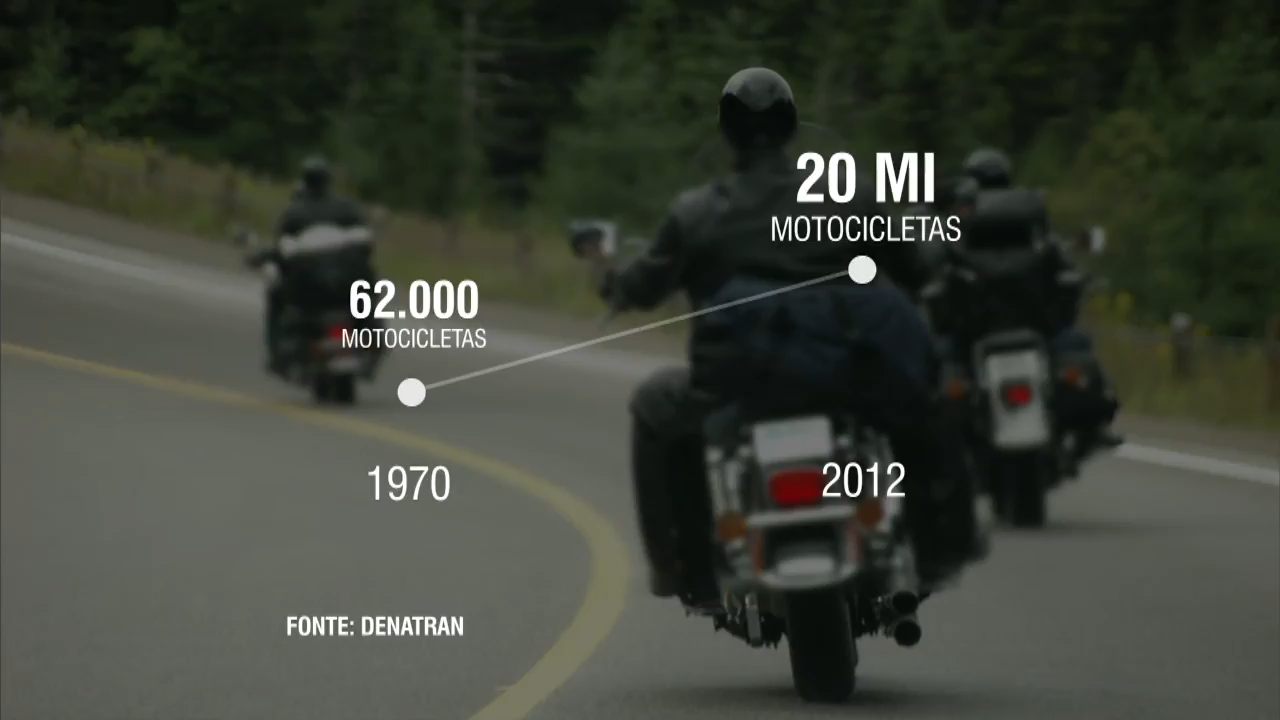 20 MI
MOTOCICLETAS
62.000
MOTOCICLETAS
1970
2012
FONTE: DENATRAN